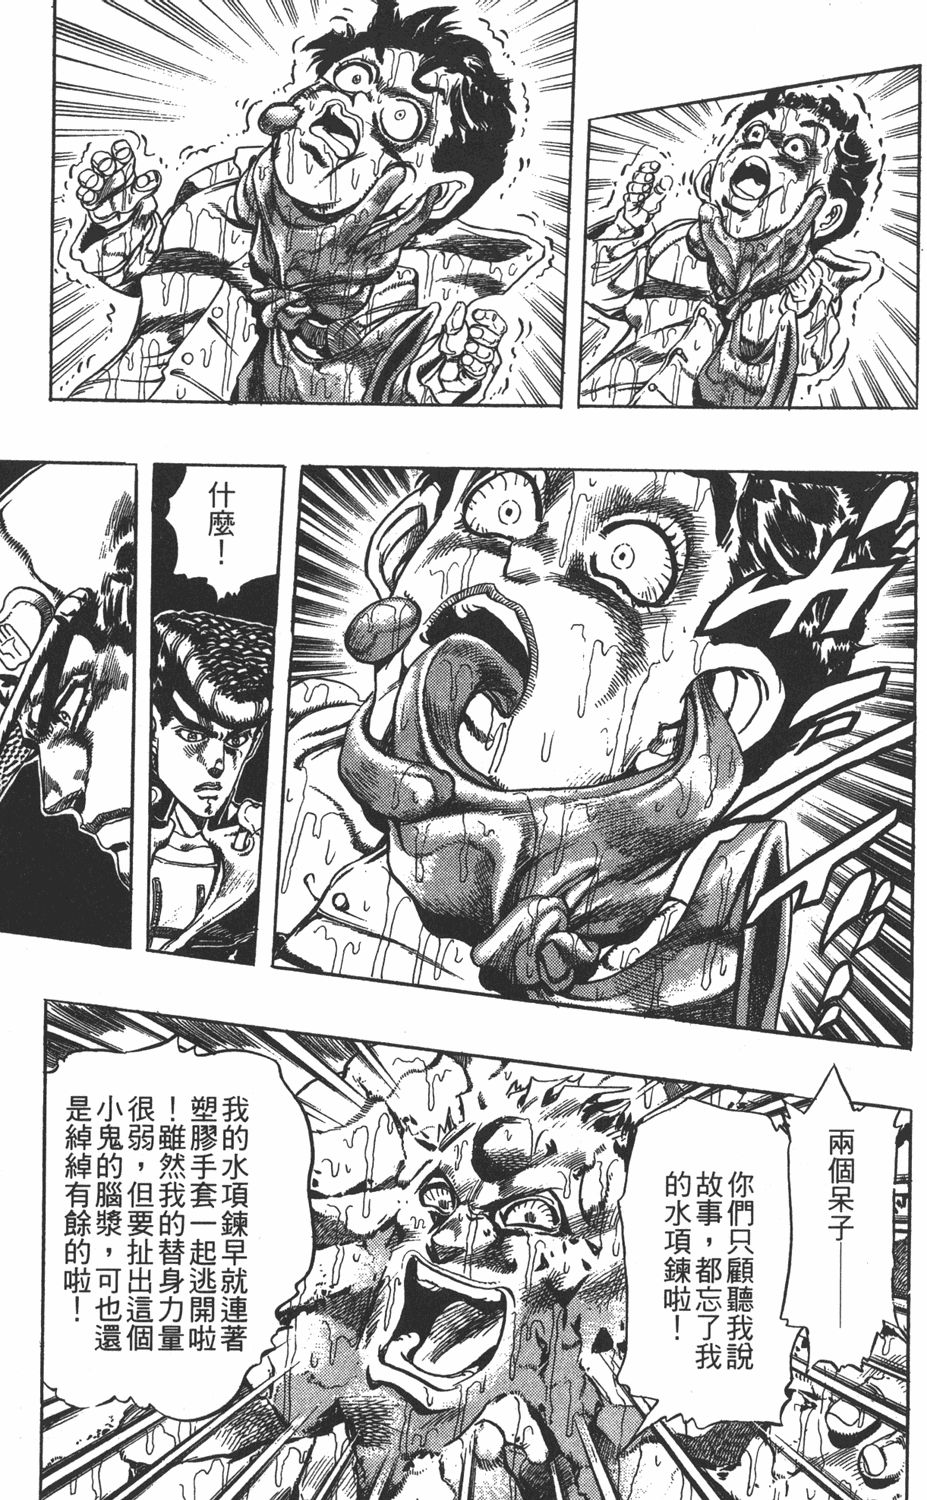 什麼！
兩個呆子——
你們只顧聽我說
故事，都忘了我
的水項鍊啦！
我的水項鍊早就連著
塑膠手套一起逃開啦
！雖然我的替身力量
很弱，但要扯出這個
小鬼的腦漿，可也還
是綽綽有餘的啦！